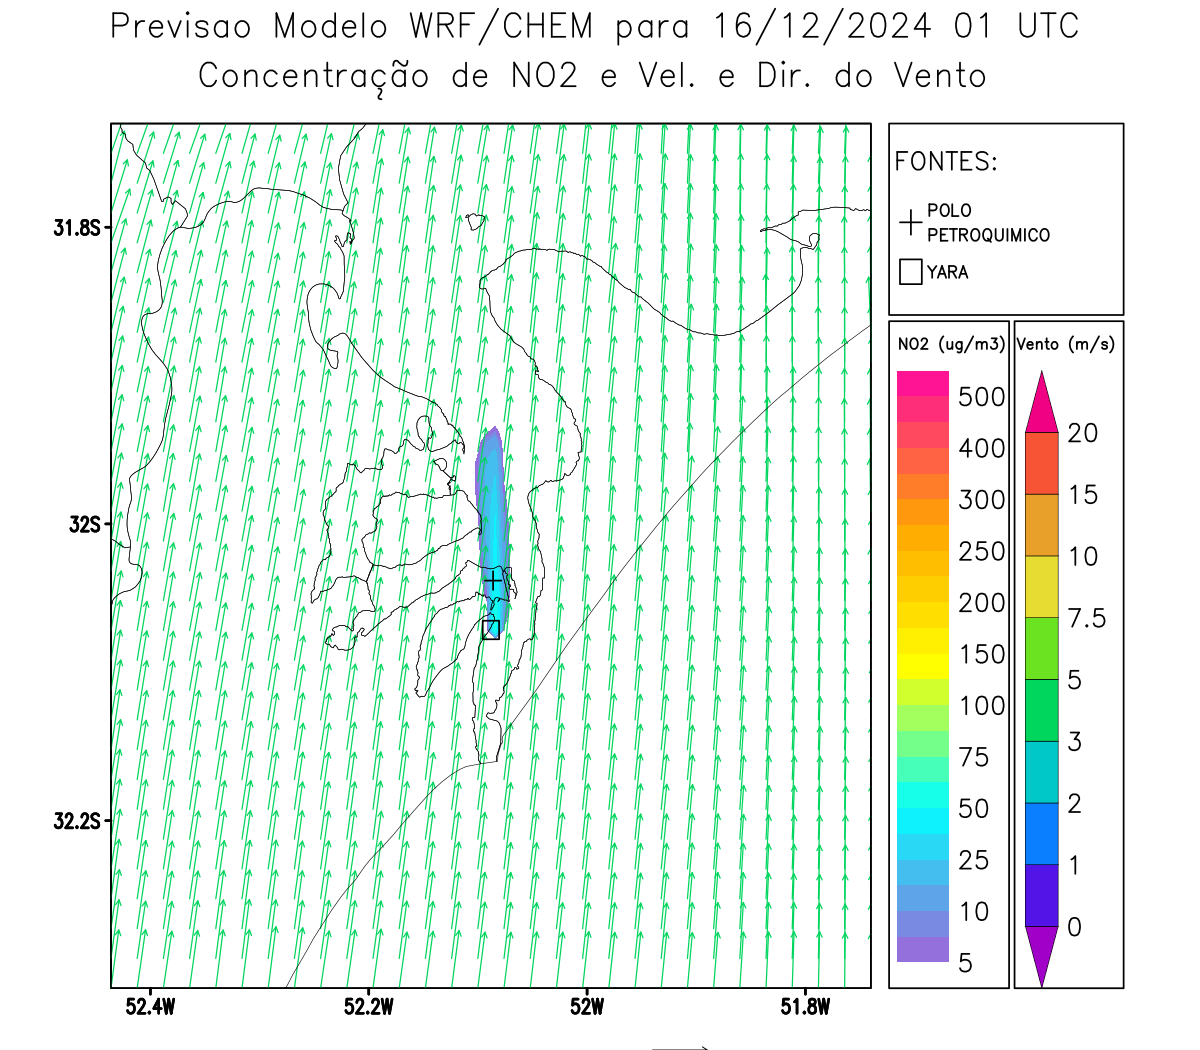 Previsao Modelo WRF/CHEM para 16/12/2024 01 UTC
Concentração de NO2 e Vel. e Dir. do Vento
FONTES:
POLO
PETROQUIMICO
YARA
31.8S
32S
32.2S
52.4W
52.2W
52W
51.8W
NO2 (ug/m3)
500
400
300
250
200
150
100
75
50
25
10
5
Vento (m/s)
20
15
10
7.5
5
3
2
1
0